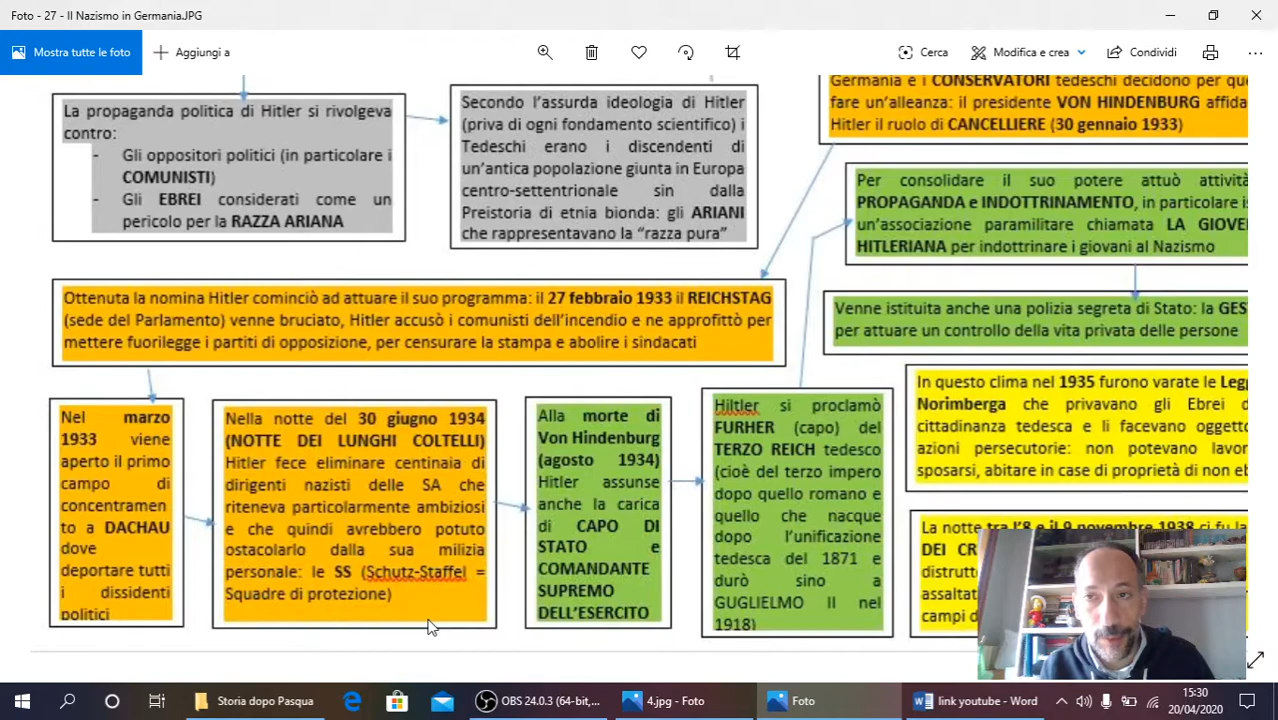 Foto - 27 - Il Nazismo in Germania.JPG
Mostra tutte le foto
Aggiungi a
Cerca
Modifica e crea
Condividi
La propaganda politica di Hitler si rivolgeva
contro:
- Gli oppositori politici (in particolare i
COMUNISTI)
- Gli EBREI considerati come un
pericolo per la RAZZA ARIANA
Secondo l'assurda ideologia di Hitler
(priva di ogni fondamento scientifico) i
Tedeschi erano i discendenti di
un'antica popolazione giunta in Europa
centro-settentrionale sin dalla
Preistoria di etnia bionda: gli ARIANI
che rappresentavano la "razza pura"
Germania e i CONSERVATORI tedeschi decidono per
fare un'alleanza: il presidente VON HINDENBURG affida
Hitler il ruolo di CANCELLIERE (30 gennaio 1933)
Per consolidare il suo potere attuò attività
PROPAGANDA e INDOTTRINAMENTO, in particolare
un'associazione paramilitare chiamata LA
HITLERIANA per indottrinare i giovani al Nazismo
Ottenuta la nomina Hitler cominciò ad attuare il suo programma: il 27 febbraio 1933 il REICHSTAG
(sede del Parlamento) venne bruciato, Hitler accusò i comunisti dell'incendio e ne approfittò per
mettere fuorilegge i partiti di opposizione, per censurare la stampa e abolire i sindacati
Venne istituita anche una polizia segreta di Stato: la
per attuare un controllo della vita privata delle persone
Nel marzo
1933 viene
aperto il primo
campo di
concentramen
to a DACHAU
dove
deportare tutti
i dissidenti
politici
Nella notte del 30 giugno 1934
(NOTTE DEI LUNGHI COLTELLI)
Hitler fece eliminare centinaia di
dirigenti nazisti delle SA che
riteneva particolarmente ambiziosi
e che quindi avrebbero potuto
ostacolarlo dalla sua milizia
personale: le SS (Schutz-Staffel =
Squadre di protezione)
Alla morte di
Von Hindenburg
(agosto 1934)
Hitler assunse
anche la carica
di CAPO DI
STATO e
COMANDANTE
SUPREMO
DELL'ESERCITO
Hiltler si proclamò
FURHER (capo) del
TERZO REICH tedesco
(cioè del terzo impero
dopo quello romano e
quello che nacque
dopo l'unificazione
tedesca del 1871 e
durò sino a
GUGLIELMO II nel
1918)
In questo clima nel 1935 furono varate le
Norimberga che privavano gli Ebrei
cittadinanza tedesca e li facevano oggetto
azioni persecutorie: non potevano
sposarsi, abitare in case di proprietà di non
La notte tra l'8 e il 9 novembre 1938 ci fu
DEI
campi
Storia dopo Pasqua
OBS 24.0.3 (64-bit,...
4.jpg - Foto
Foto
link youtube - Word
15:30
20/04/2020